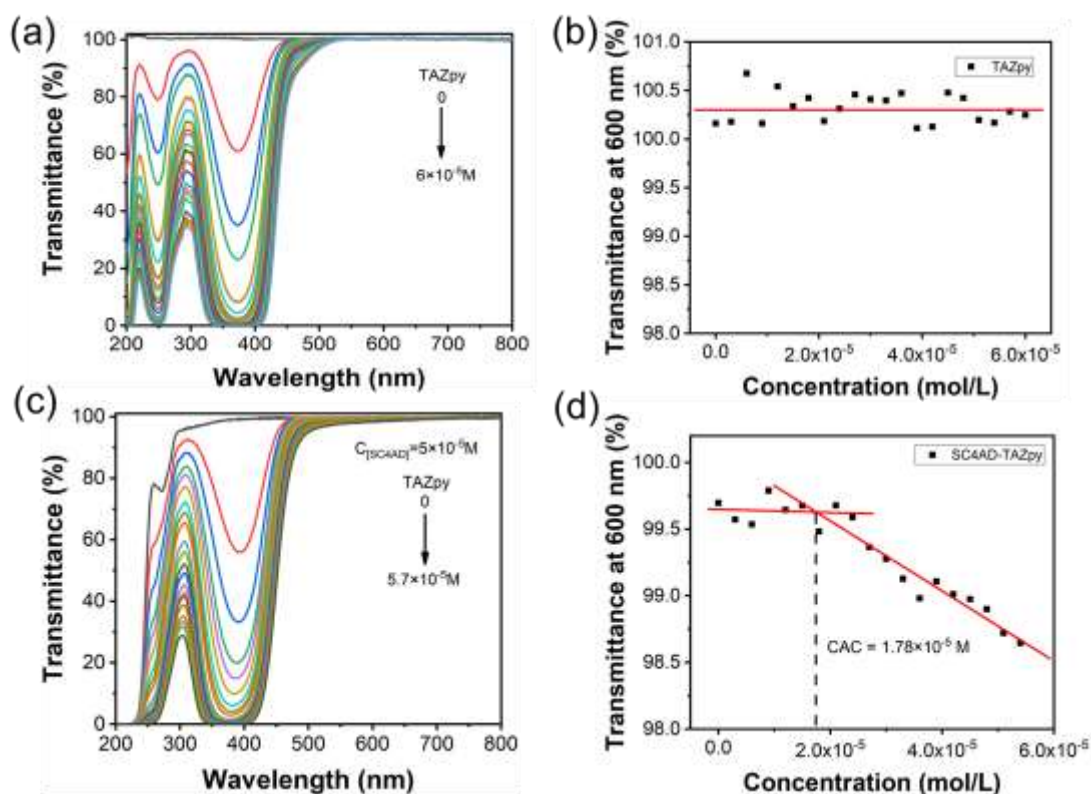 (a)
Transmittance (%)
100
80
60
40
20
0
TAZpy
0
6×10⁻⁵M
200 300 400 500 600 700 800
Wavelength (nm)
(b)
Transmittance at 600 nm (%)
101.0
100.5
100.0
99.5
99.0
98.5
98.0
TAZpy
0.0 2.0x10⁻⁵ 4.0x10⁻⁵ 6.0x10⁻⁵
Concentration (mol/L)
(c)
Transmittance (%)
100
80
60
40
20
0
C[SC4AD]=5×10⁻⁵M
TAZpy
0
5.7×10⁻⁵M
200 300 400 500 600 700 800
Wavelength (nm)
(d)
Transmittance at 600 nm (%)
100.0
99.5
99.0
98.5
98.0
SC4AD-TAZpy
CAC = 1.78×10⁻⁵ M
0.0 2.0x10⁻⁵ 4.0x10⁻⁵ 6.0x10⁻⁵
Concentration (mol/L)